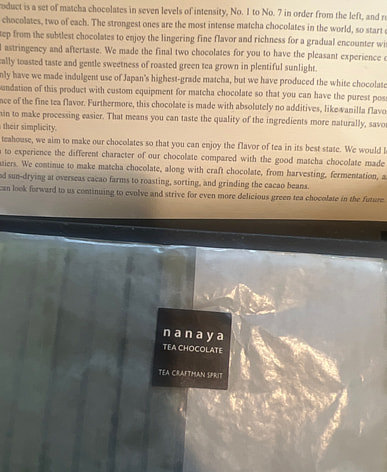 product is a set of matcha chocolates in seven levels of intensity, No. 1 to No. 7 in order from the left, and r
chocolates, two of each. The strongest ones are the most intense matcha chocolates in the world, so start
tep from the subtlest chocolates to enjoy the lingering fine flavor and richness for a gradual encounter wi
l astringency and aftertaste. We made the final two chocolates for you to have the pleasant experience
ally toasted taste and gentle sweetness of roasted green tea grown in plentiful sunlight.
nly have we made indulgent use of Japan's highest-grade matcha, but we have produced the white chocolate
oundation of this product with custom equipment for matcha chocolate so that you can have the purest pos
nce of the fine tea flavor. Furthermore, this chocolate is made with absolutely no additives, like vanilla flavo
hin to make processing easier. That means you can taste the quality of the ingredients more naturally, savo
their simplicity.
teahouse, we aim to make our chocolates so that you can enjoy the flavor of tea in its best state. We would l
to experience the different character of our chocolate compared with the good matcha chocolate made
atiers. We continue to make chocolate, along with craft chocolate, from harvesting, fermentation, a
nd sun-drying at overseas cacao farms to roasting, sorting, and grinding the cacao beans.
can look forward to us continuing to evolve and strive for even more delicious green tea chocolate in the future.
nanaya
TEA CHOCOLATE
TEA CRAFTMAN SPRIT